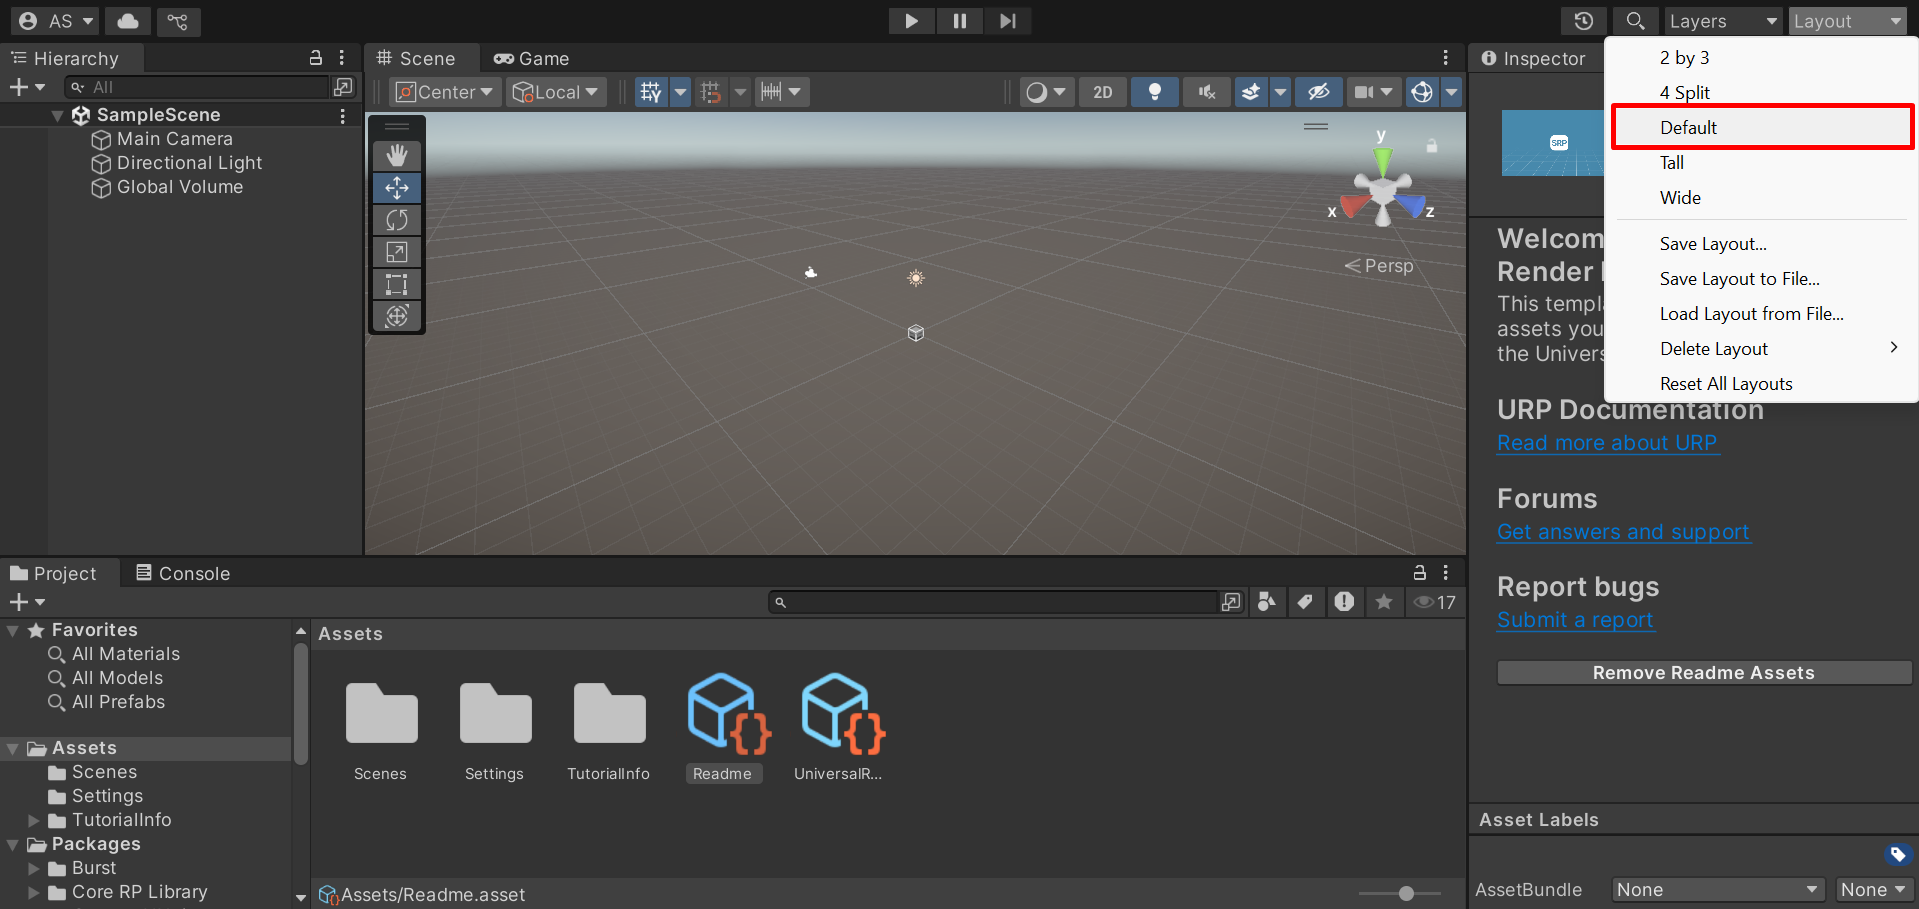 AS
Layers
Layout
Hierarchy
All
SampleScene
Main Camera
Directional Light
Global Volume
Scene
Game
Center
Local
2D
y
x
z
Persp
Inspector
SRP
2 by 3
4 Split
Default
Tall
Wide
Save Layout...
Save Layout to File...
Load Layout from File...
Delete Layout
Reset All Layouts
Welcom
Render
This templ
assets you
the Univers
URP Documentation
Read more about URP
Forums
Get answers and support
Report bugs
Submit a report
Remove Readme Assets
Project
Console
17
Favorites
All Materials
All Models
All Prefabs
Assets
Scenes
Settings
TutorialInfo
Packages
Burst
Core RP Library
Assets
Scenes
Settings
TutorialInfo
Readme
UniversalR...
Assets/Readme.asset
Asset Labels
AssetBundle
None
None